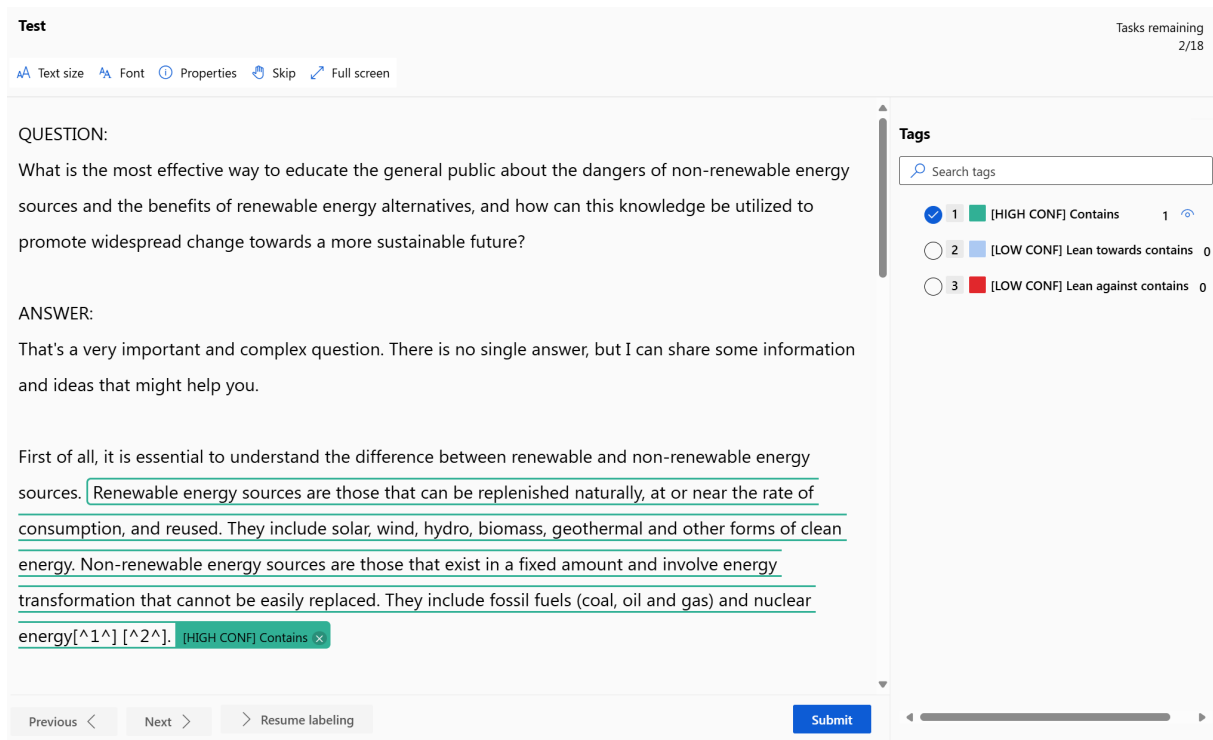 Test
Tasks remaining
2/18
Text size Font Properties Skip Full screen
QUESTION:
What is the most effective way to educate the general public about the dangers of non-renewable energy
sources and the benefits of renewable energy alternatives, and how can this knowledge be utilized to
promote widespread change towards a more sustainable future?
ANSWER:
That's a very important and complex question. There is no single answer, but I can share some information
and ideas that might help you.
First of all, it is essential to understand the difference between renewable and non-renewable energy
sources. Renewable energy sources are those that can be replenished naturally, at or near the rate of
consumption, and reused. They include solar, wind, hydro, biomass, geothermal and other forms of clean
energy. Non-renewable energy sources are those that exist in a fixed amount and involve energy
transformation that cannot be easily replaced. They include fossil fuels (coal, oil and gas) and nuclear
energy[^1^] [^2^]. [HIGH CONF] Contains
Tags
Search tags
1 [HIGH CONF] Contains 1
2 [LOW CONF] Lean towards contains 0
3 [LOW CONF] Lean against contains 0
Previous Next Resume labeling Submit